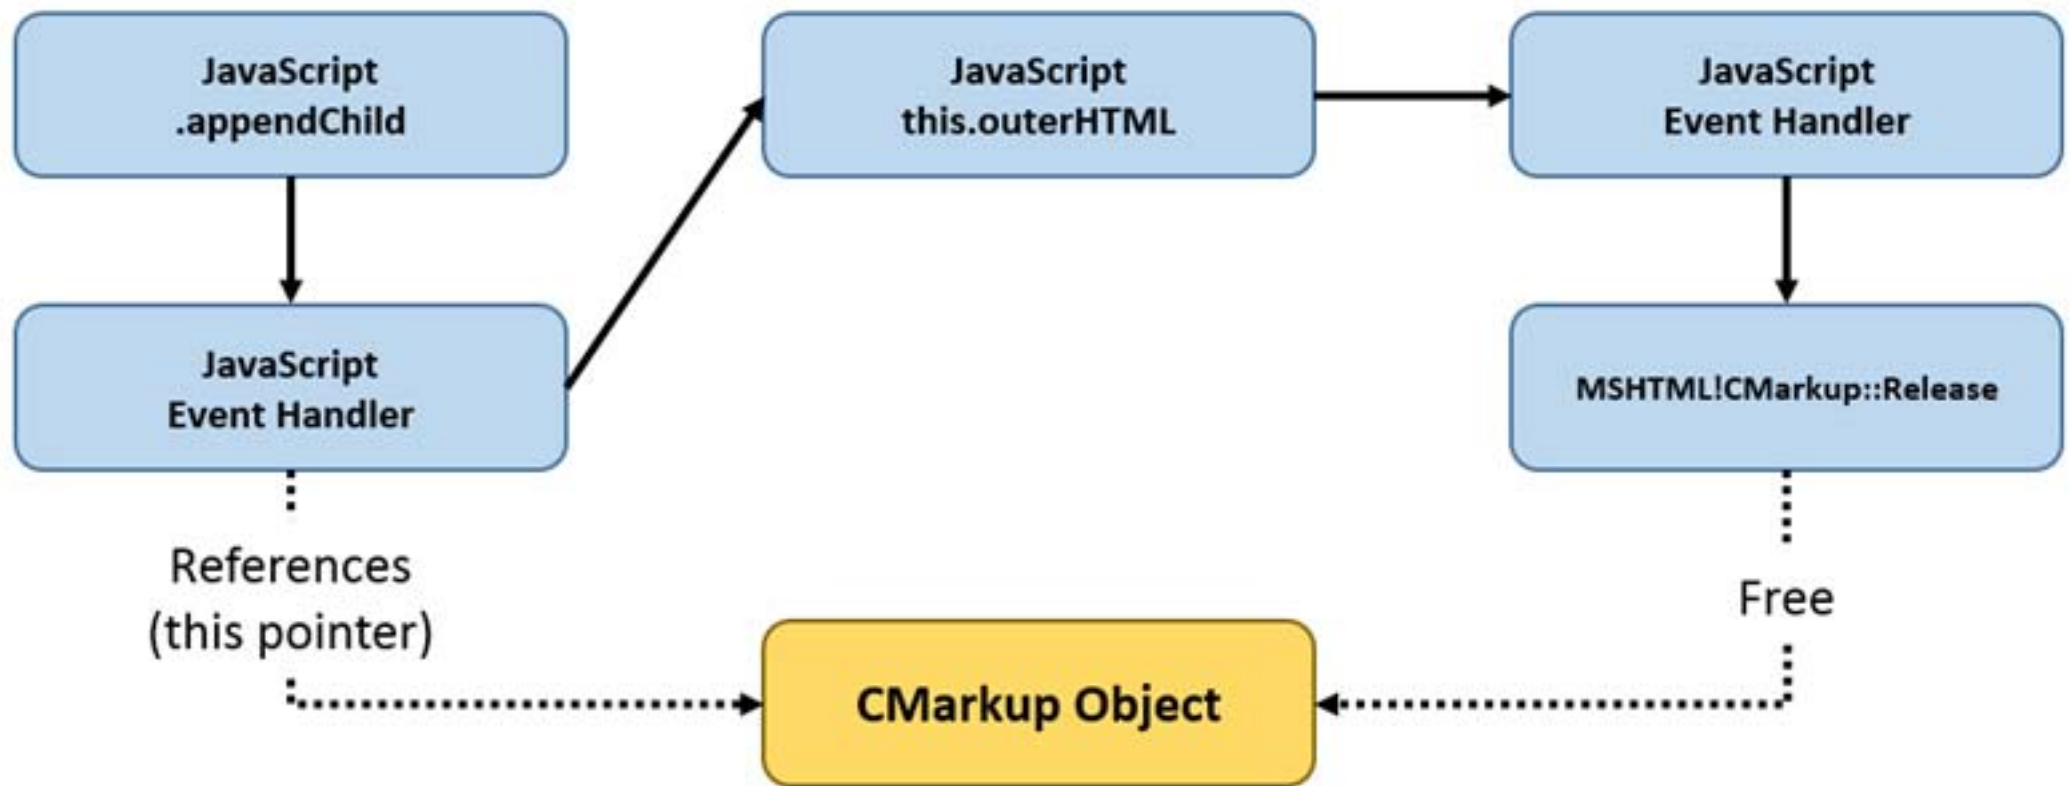 JavaScript
.appendChild
JavaScript
this.outerHTML
JavaScript
Event Handler
JavaScript
Event Handler
MSHTML!CMarkup::Release
References
(this pointer)
Free
CMarkup Object